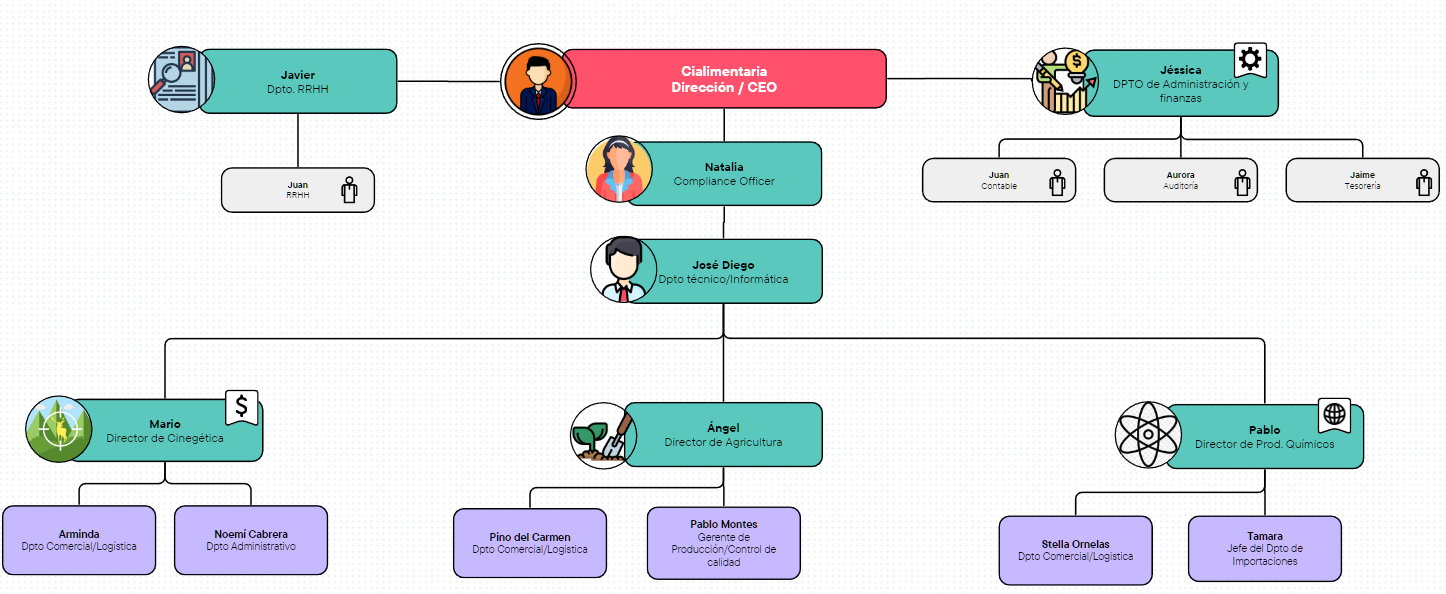 Javier
Dpto. RRHH
Cialimentaria
Dirección / CEO
Jéssica
DPTO de Administración y
finanzas
Juan
RRHH
Natalia
Compliance Officer
Juan
Contable
Aurora
Auditoría
Jaime
Tesorería
José Diego
Dpto técnico/Informática
Mario
Director de Cinegética
Ángel
Director de Agricultura
Pablo
Director de Prod. Químicos
Arminda
Dpto Comercial/Logística
Noemí Cabrera
Dpto Administrativo
Pino del Carmen
Dpto Comercial/Logistica
Pablo Montes
Gerente de
Producción/Control de
calidad
Stella Ornelas
Dpto Comercial/Logistica
Tamara
Jefe del Dpto de
Importaciones